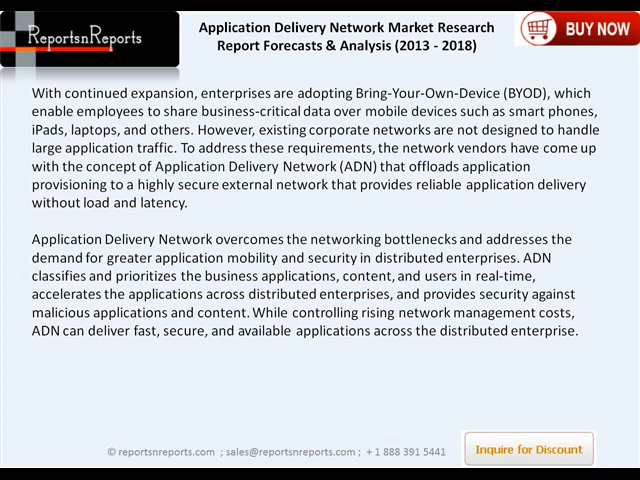 ReportsnReports
Application Delivery Network Market Research
Report Forecasts & Analysis (2013 - 2018)
BUY NOW
With continued expansion, enterprises are adopting Bring-Your-Own-Device (BYOD), which
enable employees to share business-critical data over mobile devices such as smart phones,
iPads, laptops, and others. However, existing corporate networks are not designed to handle
large application traffic. To address these requirements, the network vendors have come up
with the concept of Application Delivery Network (ADN) that offloads application
provisioning to a highly secure external network that provides reliable application delivery
without load and latency.
Application Delivery Network overcomes the networking bottlenecks and addresses the
demand for greater application mobility and security in distributed enterprises. ADN
classifies and prioritizes the business applications, content, and users in real-time,
accelerates the applications across distributed enterprises, and provides security against
malicious applications and content. While controlling rising network management costs,
ADN can deliver fast, secure, and available applications across the distributed enterprise.
© reportsnreports.com ; sales@reportsnreports.com ; + 1 888 391 5441
Inquire for Discount